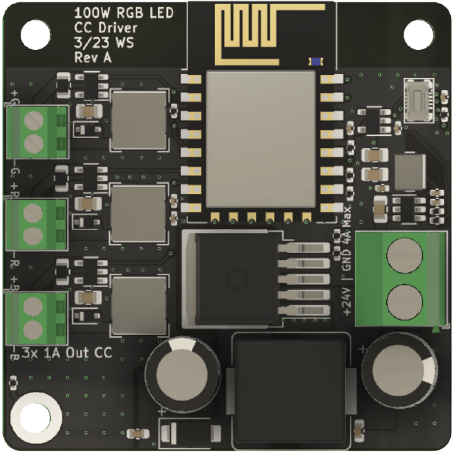 100W RGB LED
CC Driver
3/23 WS
Rev A
+G
-G
+R
-R
+B
-B
3x 1A Out CC
+24V | GND 4A Max
+
+